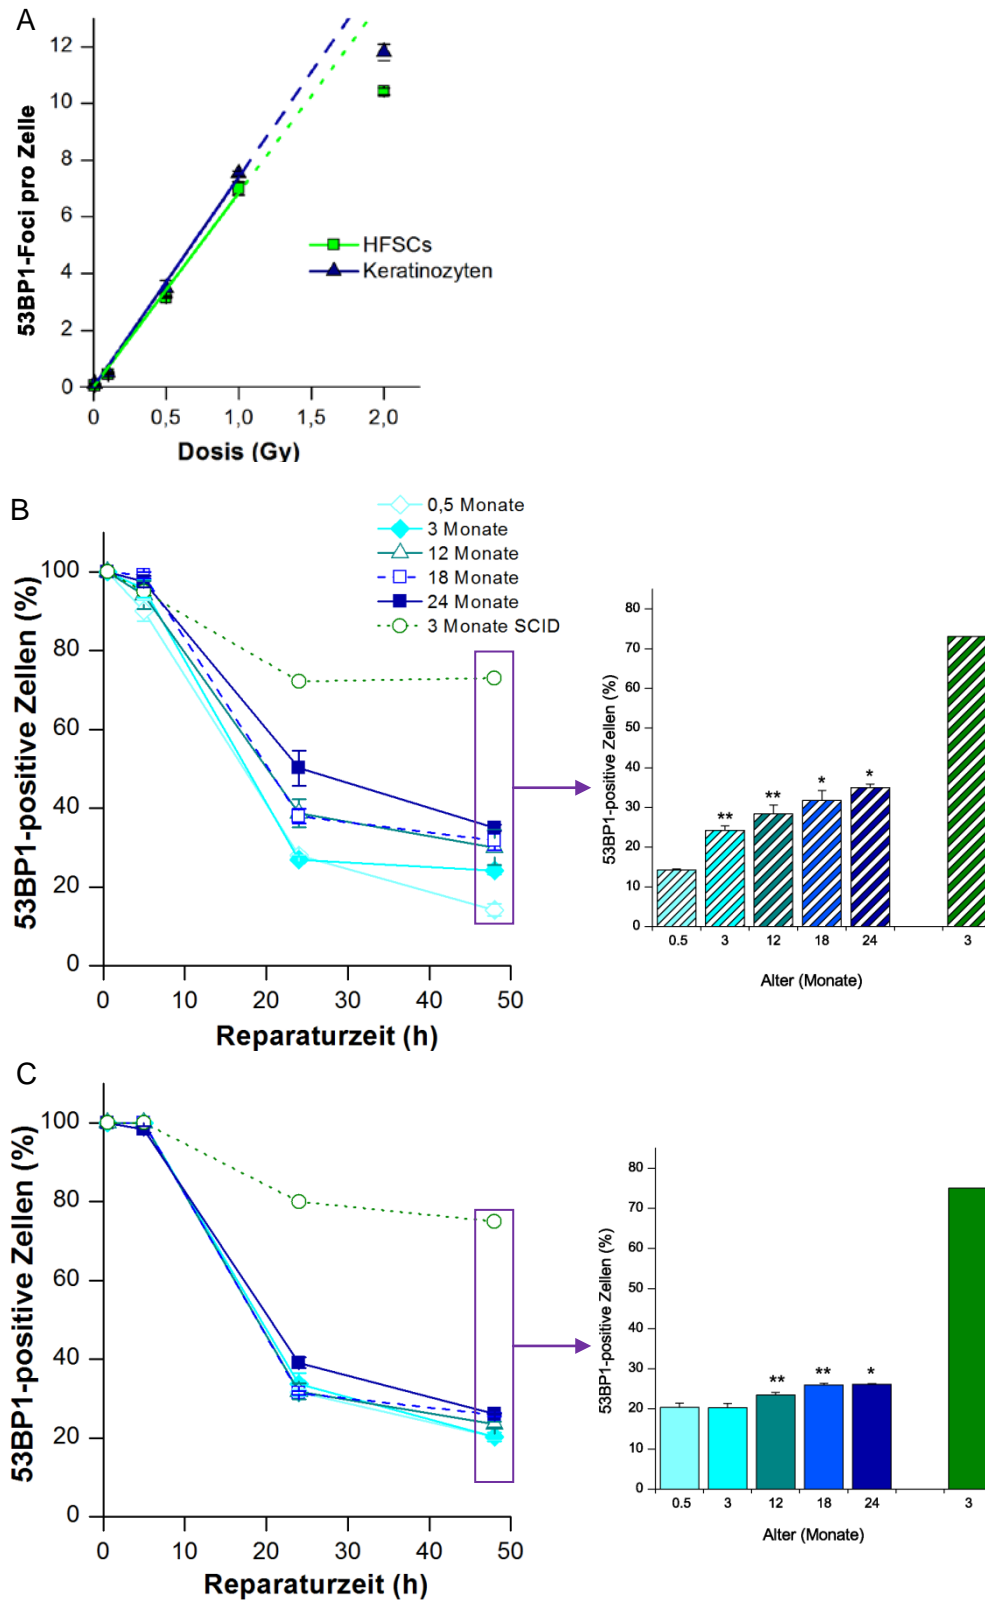 A
12
10
8
6
4
2
0
53BP1-Foci pro Zelle
HFSCs
Keratinozyten
0 0,5 1,0 1,5 2,0
Dosis (Gy)
B
0,5 Monate
3 Monate
12 Monate
18 Monate
24 Monate
3 Monate SCID
100
80
60
40
20
0
53BP1-positive Zellen (%)
0 10 20 30 40 50
Reparaturzeit (h)
80
70
60
50
40
30
20
10
0
53BP1-positive Zellen (%)
** ** * *
0.5 3 12 18 24 3
Alter (Monate)
C
100
80
60
40
20
0
53BP1-positive Zellen (%)
0 10 20 30 40 50
Reparaturzeit (h)
80
70
60
50
40
30
20
10
0
53BP1-positive Zellen (%)
** ** *
0.5 3 12 18 24 3
Alter (Monate)